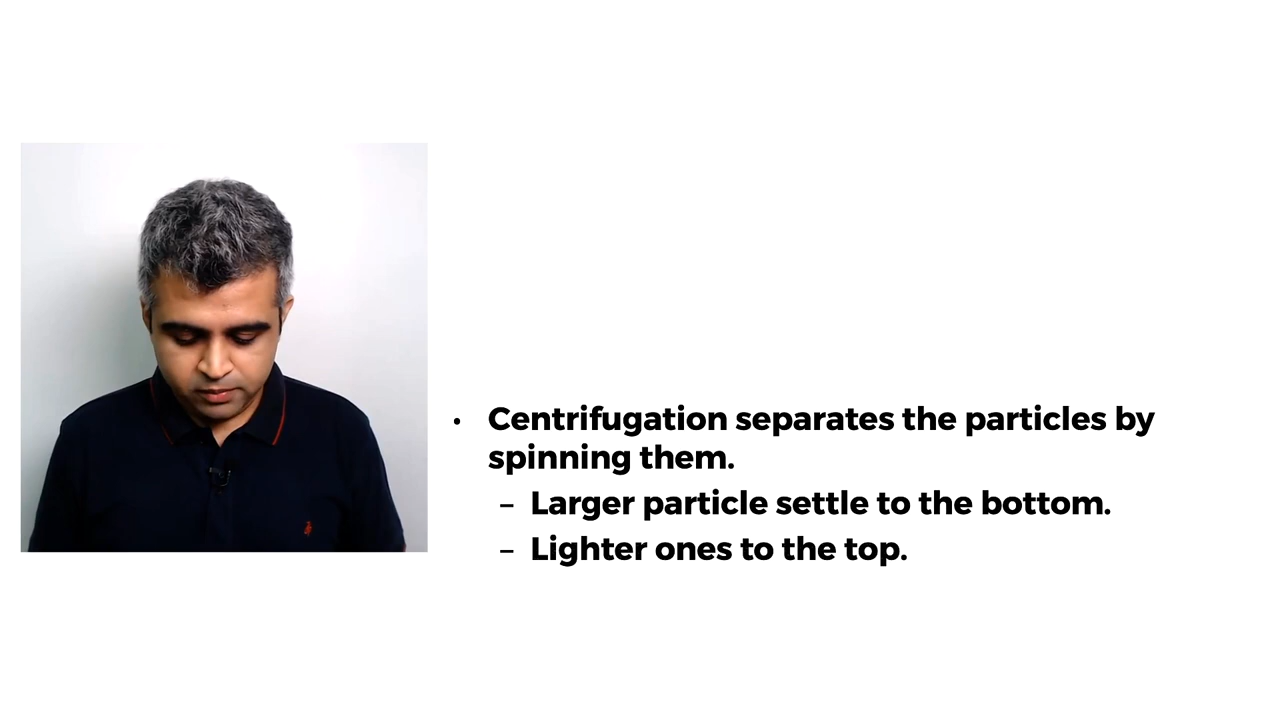 • Centrifugation separates the particles by
spinning them.
– Larger particle settle to the bottom.
– Lighter ones to the top.